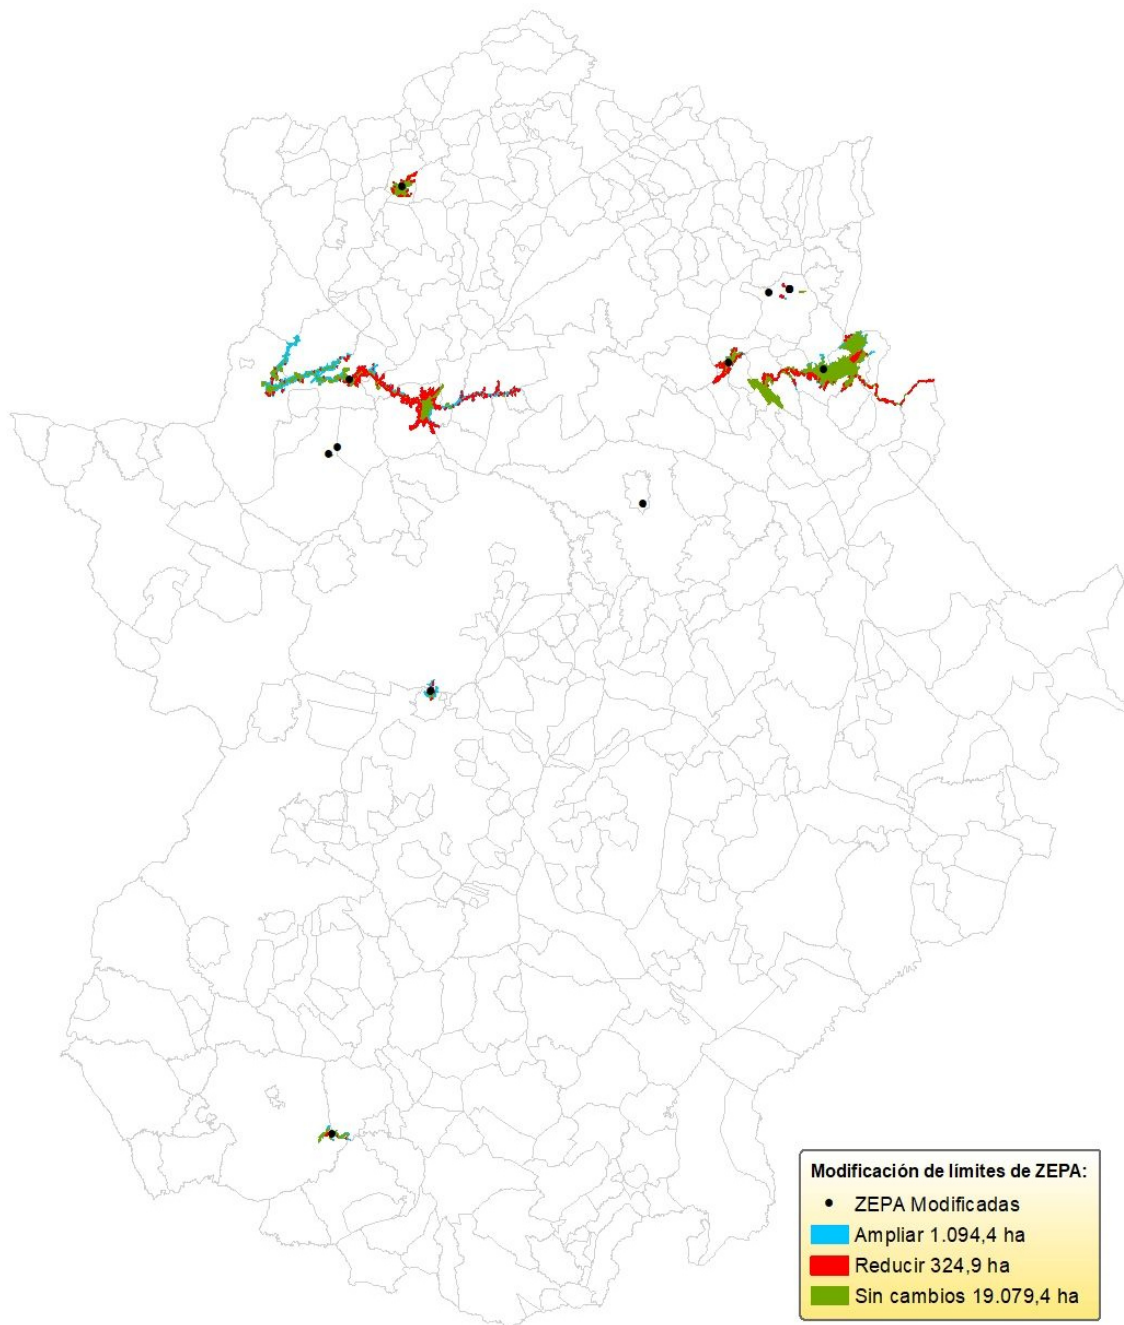 Modificación de límites de ZEPA:
ZEPA Modificadas
Ampliar 1.094,4 ha
Reducir 324,9 ha
Sin cambios 19.079,4 ha